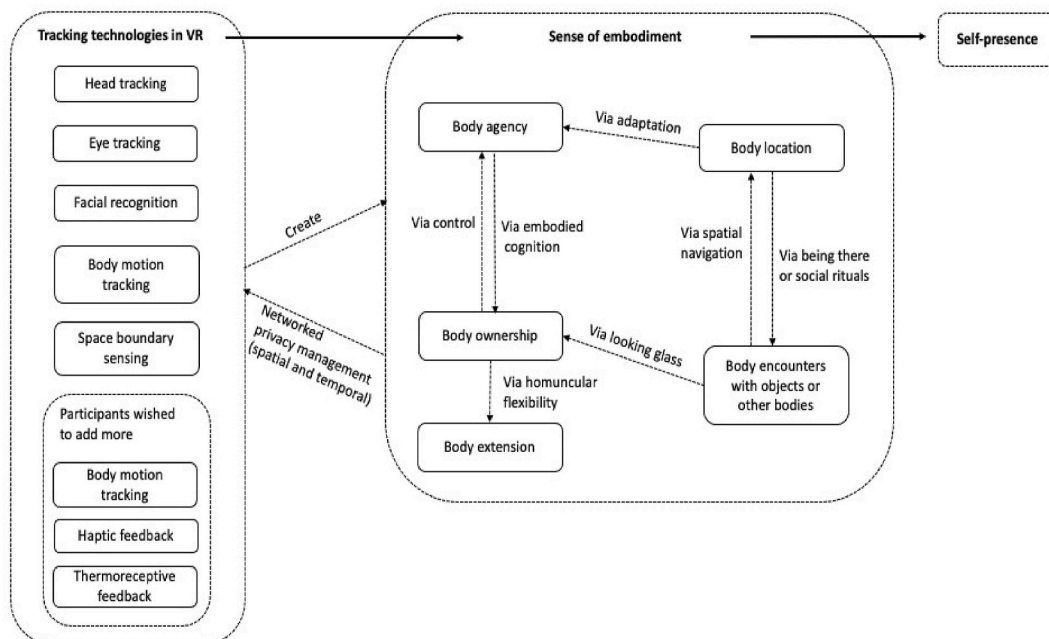 Tracking technologies in VR
Head tracking
Eye tracking
Facial recognition
Body motion
tracking
Space boundary
sensing
Participants wished
to add more
Body motion
tracking
Haptic feedback
Thermoreceptive
feedback
Create
Networked
privacy management
(spatial and temporal)
Sense of embodiment
Body agency
Via adaptation
Body location
Via control
Via embodied
cognition
Via spatial
navigation
Via being there
or social rituals
Body ownership
Via looking glass
Body encounters
with objects or
other bodies
Via homuncular
flexibility
Body extension
Self-presence